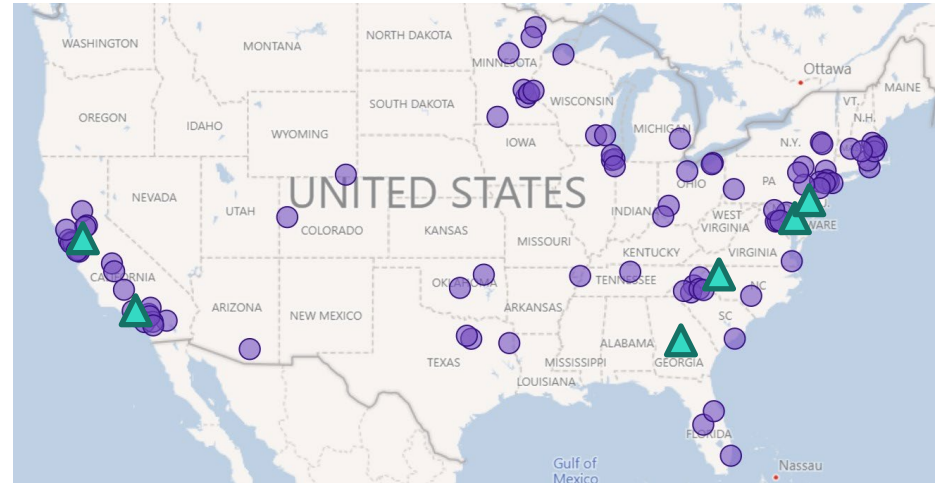 WASHINGTON
MONTANA
NORTH DAKOTA
MINNESOTA
Ottawa
MAINE
VT.
N.H.
OREGON
IDAHO
SOUTH DAKOTA
WISCONSIN
MICHIGAN
WYOMING
IOWA
N.Y.
UNITED STATES
NEVADA
UTAH
COLORADO
KANSAS
MISSOURI
INDIANA
OHIO
PA
WEST
VIRGINIA
WARE
CALIFORNIA
KENTUCKY
VIRGINIA
ARIZONA
NEW MEXICO
OKLAHOMA
ARKANSAS
TENNESSEE
NC
SC
TEXAS
MISSISSIPPI
ALABAMA
GEORGIA
LOUISIANA
FLORIDA
Gulf of
Mexico
Nassau